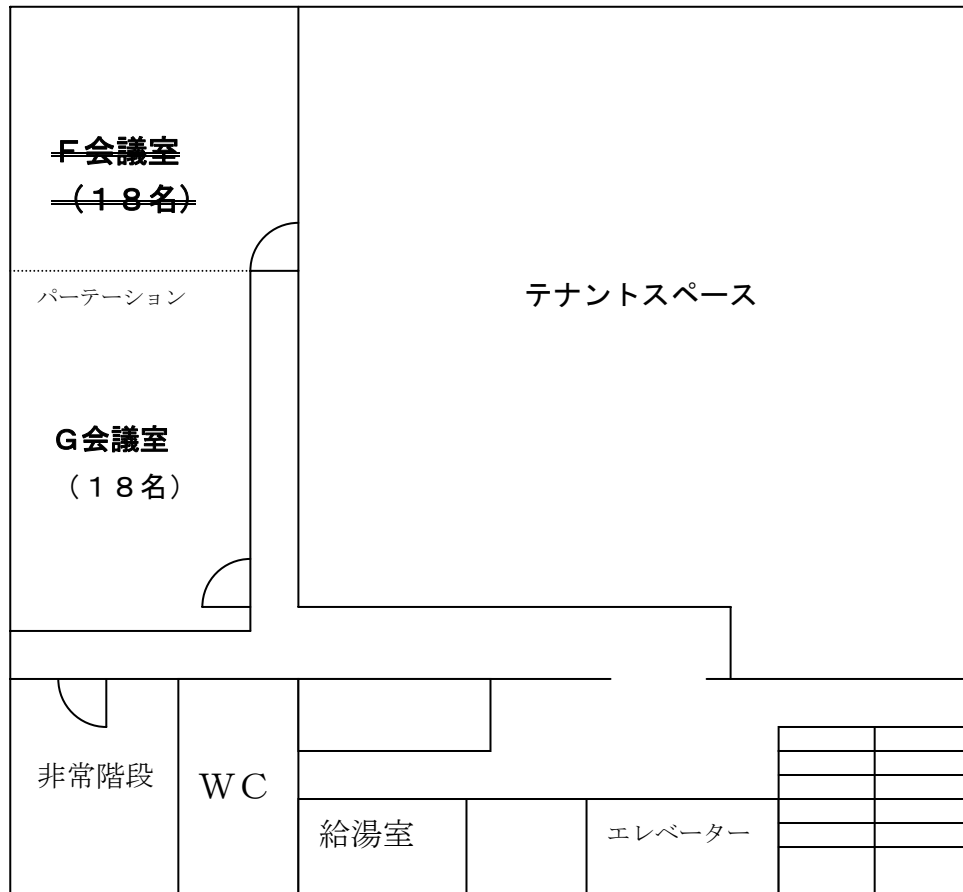 F会議室
（１８名）
パーテーション
テナントスペース
G会議室
（１８名）
非常階段
ＷＣ
給湯室
エレベーター